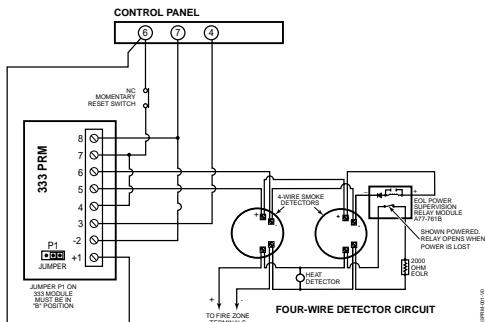 CONTROL PANEL
6 7 4
NC
MOMENTARY
RESET SWITCH
333 PRM
8
7
6
5
4
3
-2
+1
P1
JUMPER
JUMPER P1 ON
333 MODULE
MUST BE IN
"B" POSITION
4-WIRE SMOKE
DETECTORS
+
-
+
-
- +
EOL POWER
SUPERVISION
RELAY MODULE
A77-761B
SHOWN POWERED.
RELAY OPENS WHEN
POWER IS LOST
2000
OHM
EOLR
HEAT
DETECTOR
+ -
TO FIRE ZONE
TERMINALS
FOUR-WIRE DETECTOR CIRCUIT